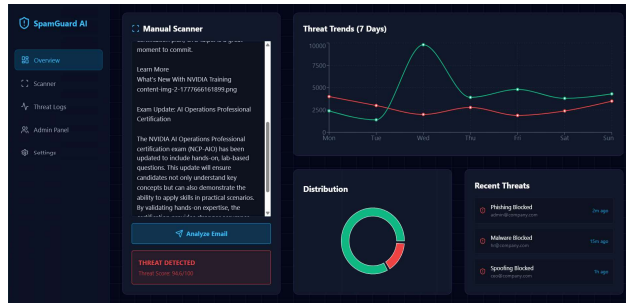 SpamGuard AI
Overview
Scanner
Threat Logs
Admin Panel
Settings
Manual Scanner
moment to commit.
Learn More
What's New With NVIDIA Training
content-img-2-1777666161899.png
Exam Update: AI Operations Professional
Certification
The NVIDIA AI Operations Professional
certification exam (NCP-AIO) has been
updated to include hands-on, lab-based
questions. This update will ensure
candidates not only understand key
concepts but can also demonstrate the
ability to apply skills in practical scenarios.
By validating hands-on expertise, the
Analyze Email
THREAT DETECTED
Threat Score: 94.6/100
Threat Trends (7 Days)
10000
7500
5000
2500
0
Mon Tue Wed Thu Fri Sat Sun
Distribution
Recent Threats
Phishing Blocked
admin@company.com
2m ago
Malware Blocked
hr@company.com
15m ago
Spoofing Blocked
ceo@company.com
1h ago